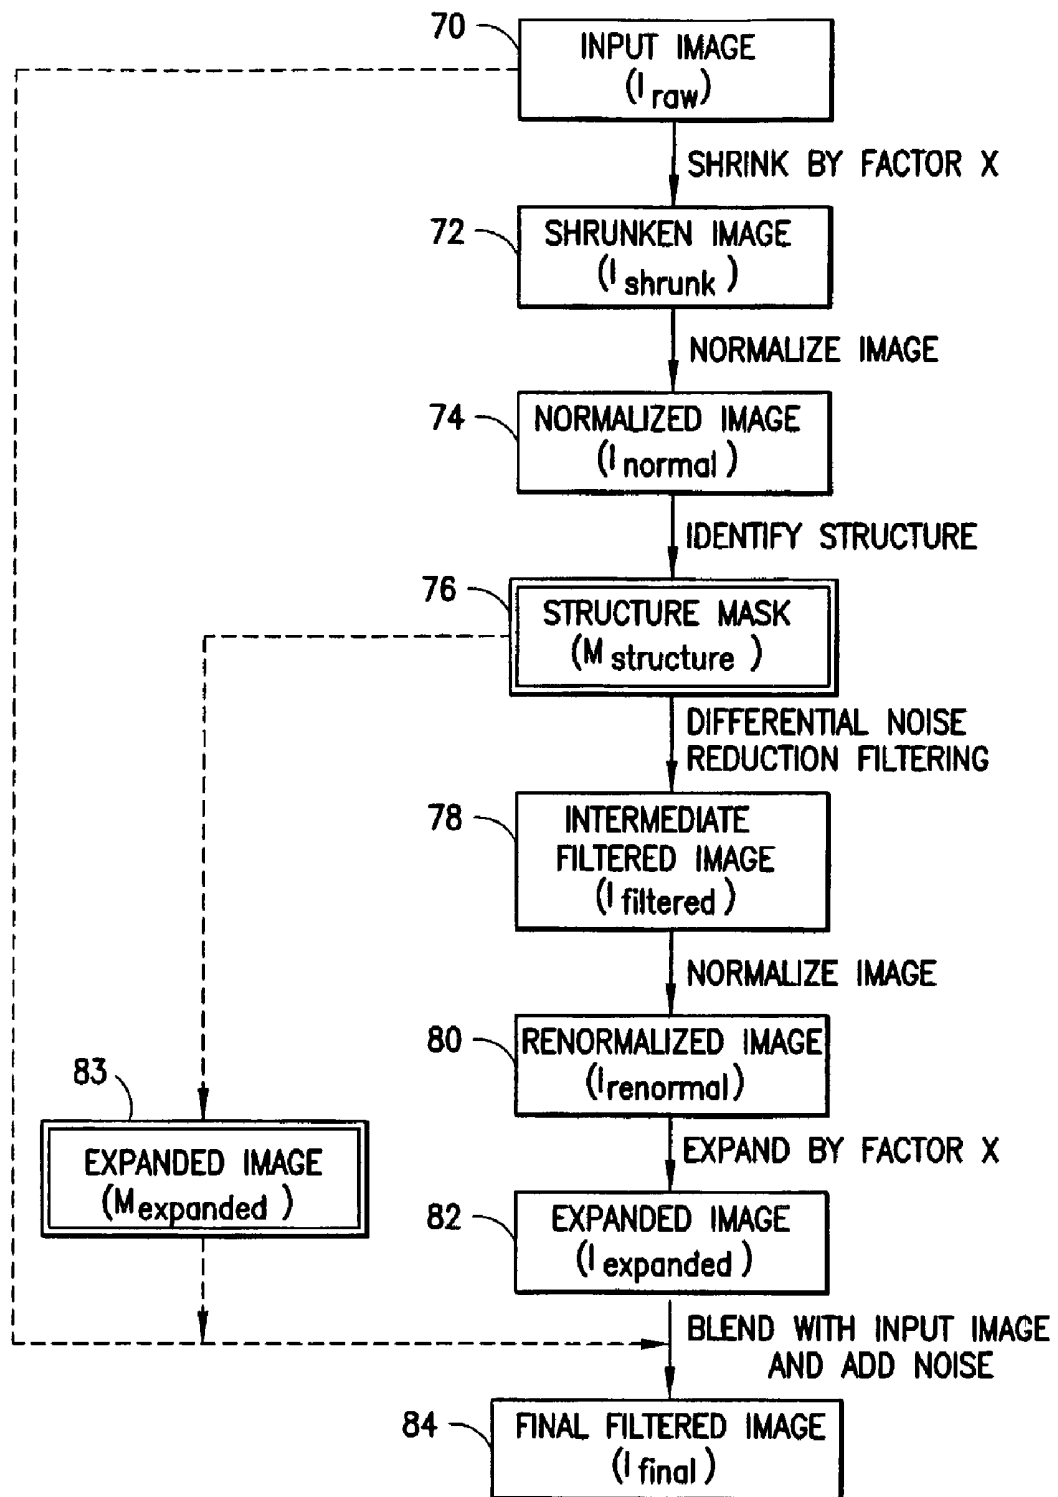 70
INPUT IMAGE
(I raw)
SHRINK BY FACTOR X
72
SHRUNKEN IMAGE
(I shrunk)
NORMALIZE IMAGE
74
NORMALIZED IMAGE
(I normal)
IDENTIFY STRUCTURE
76
STRUCTURE MASK
(M structure)
DIFFERENTIAL NOISE
REDUCTION FILTERING
78
INTERMEDIATE
FILTERED IMAGE
(I filtered)
NORMALIZE IMAGE
80
RENORMALIZED IMAGE
(I renormal)
83
EXPANDED IMAGE
(M expanded)
EXPAND BY FACTOR X
82
EXPANDED IMAGE
(I expanded)
BLEND WITH INPUT IMAGE
AND ADD NOISE
84
FINAL FILTERED IMAGE
(I final)